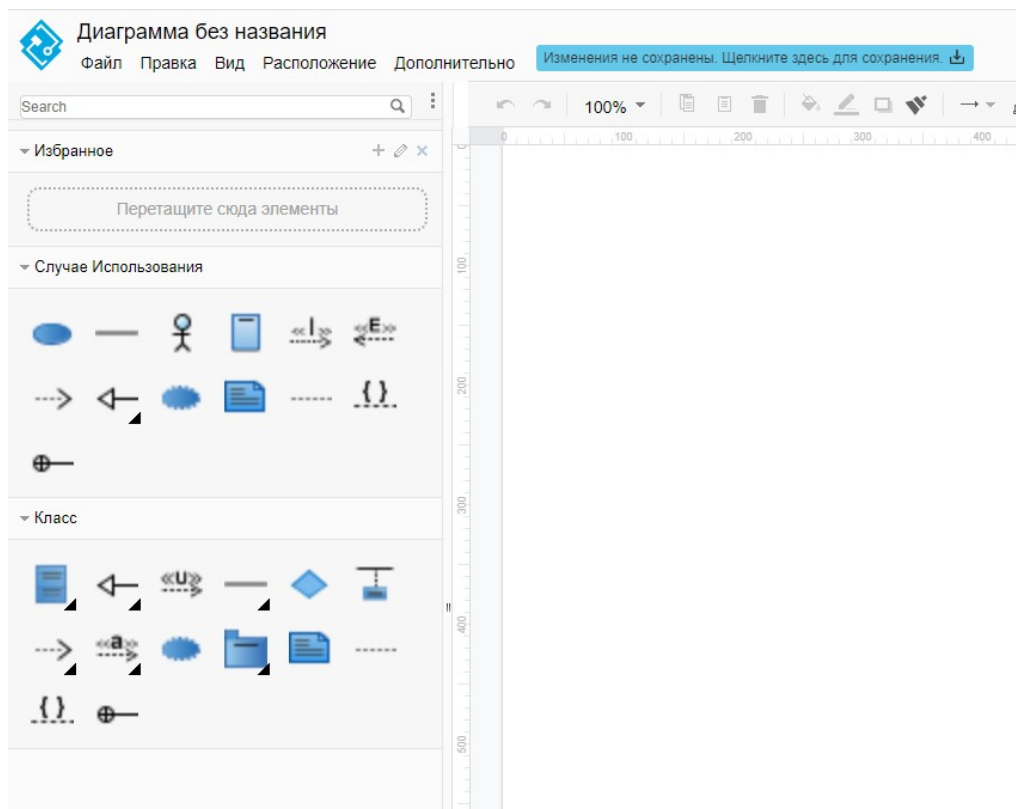 Диаграмма без названия
Файл Правка Вид Расположение Дополнительно
Изменения не сохранены. Щелкните здесь для сохранения.
Search
100%
0 100 200 300 400
Избранное
Перетащите сюда элементы
100
Случае Использования
<<I>> <<E>>
200
{ }
300
Класс
<<U>>
400
<<a>>
{ }
500